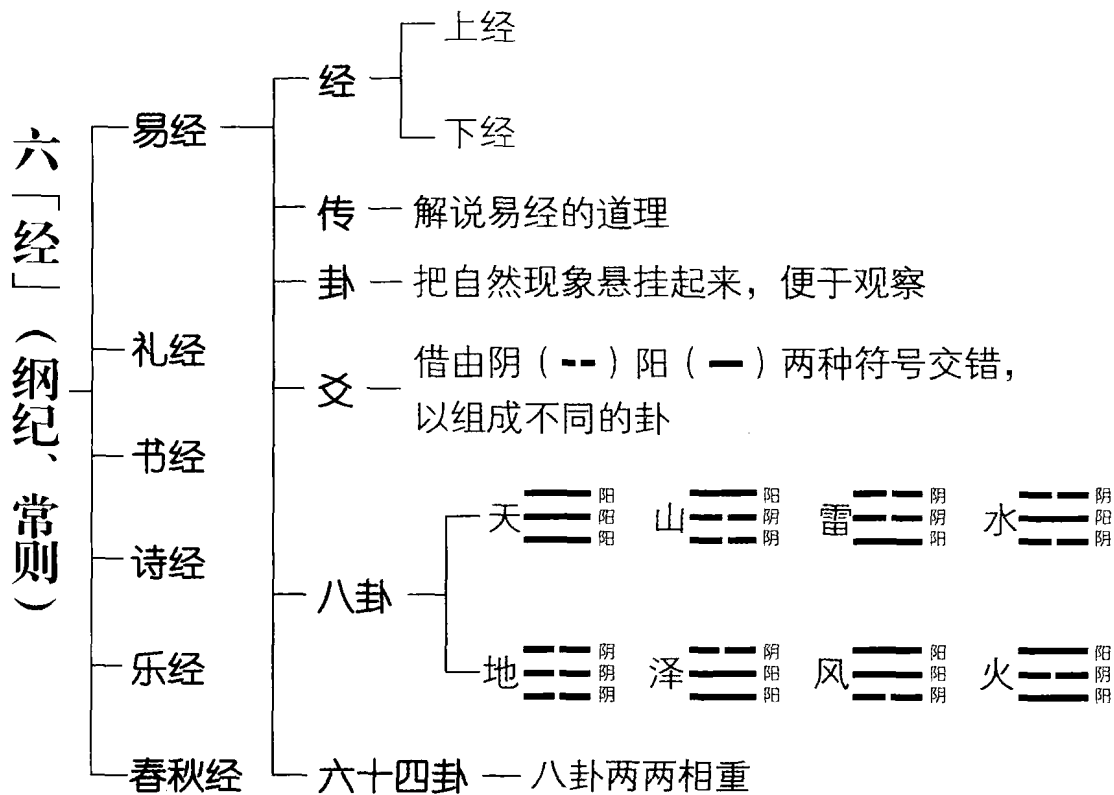 六「经」（纲纪、常则）
易经
礼经
书经
诗经
乐经
春秋经
经
上经
下经
传
解说易经的道理
卦
把自然现象悬挂起来，便于观察
爻
借由阴（--）阳（—）两种符号交错，
以组成不同的卦
八卦
天
阳
阳
阳
山
阳
阴
阴
雷
阴
阴
阳
水
阴
阳
阴
地
阴
阴
阴
泽
阴
阳
阳
风
阳
阳
阴
火
阳
阴
阳
六十四卦
八卦两两相重